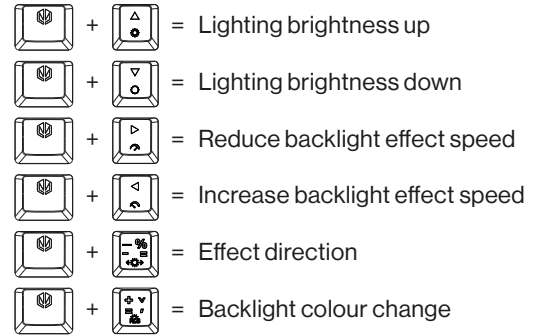 + = Lighting brightness up
+ = Lighting brightness down
+ = Reduce backlight effect speed
+ = Increase backlight effect speed
+ – % - = = Effect direction
+ + = = Backlight colour change